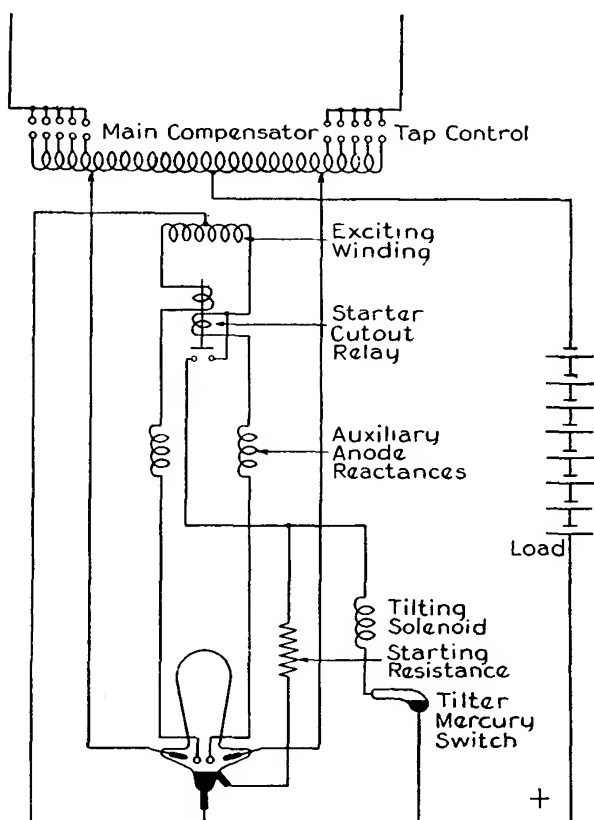 Main Compensator Tap Control
Exciting
Winding
Starter
Cutout
Relay
Auxiliary
Anode
Reactances
Load
Tilting
Solenoid
Starting
Resistance
Tilter
Mercury
Switch
+